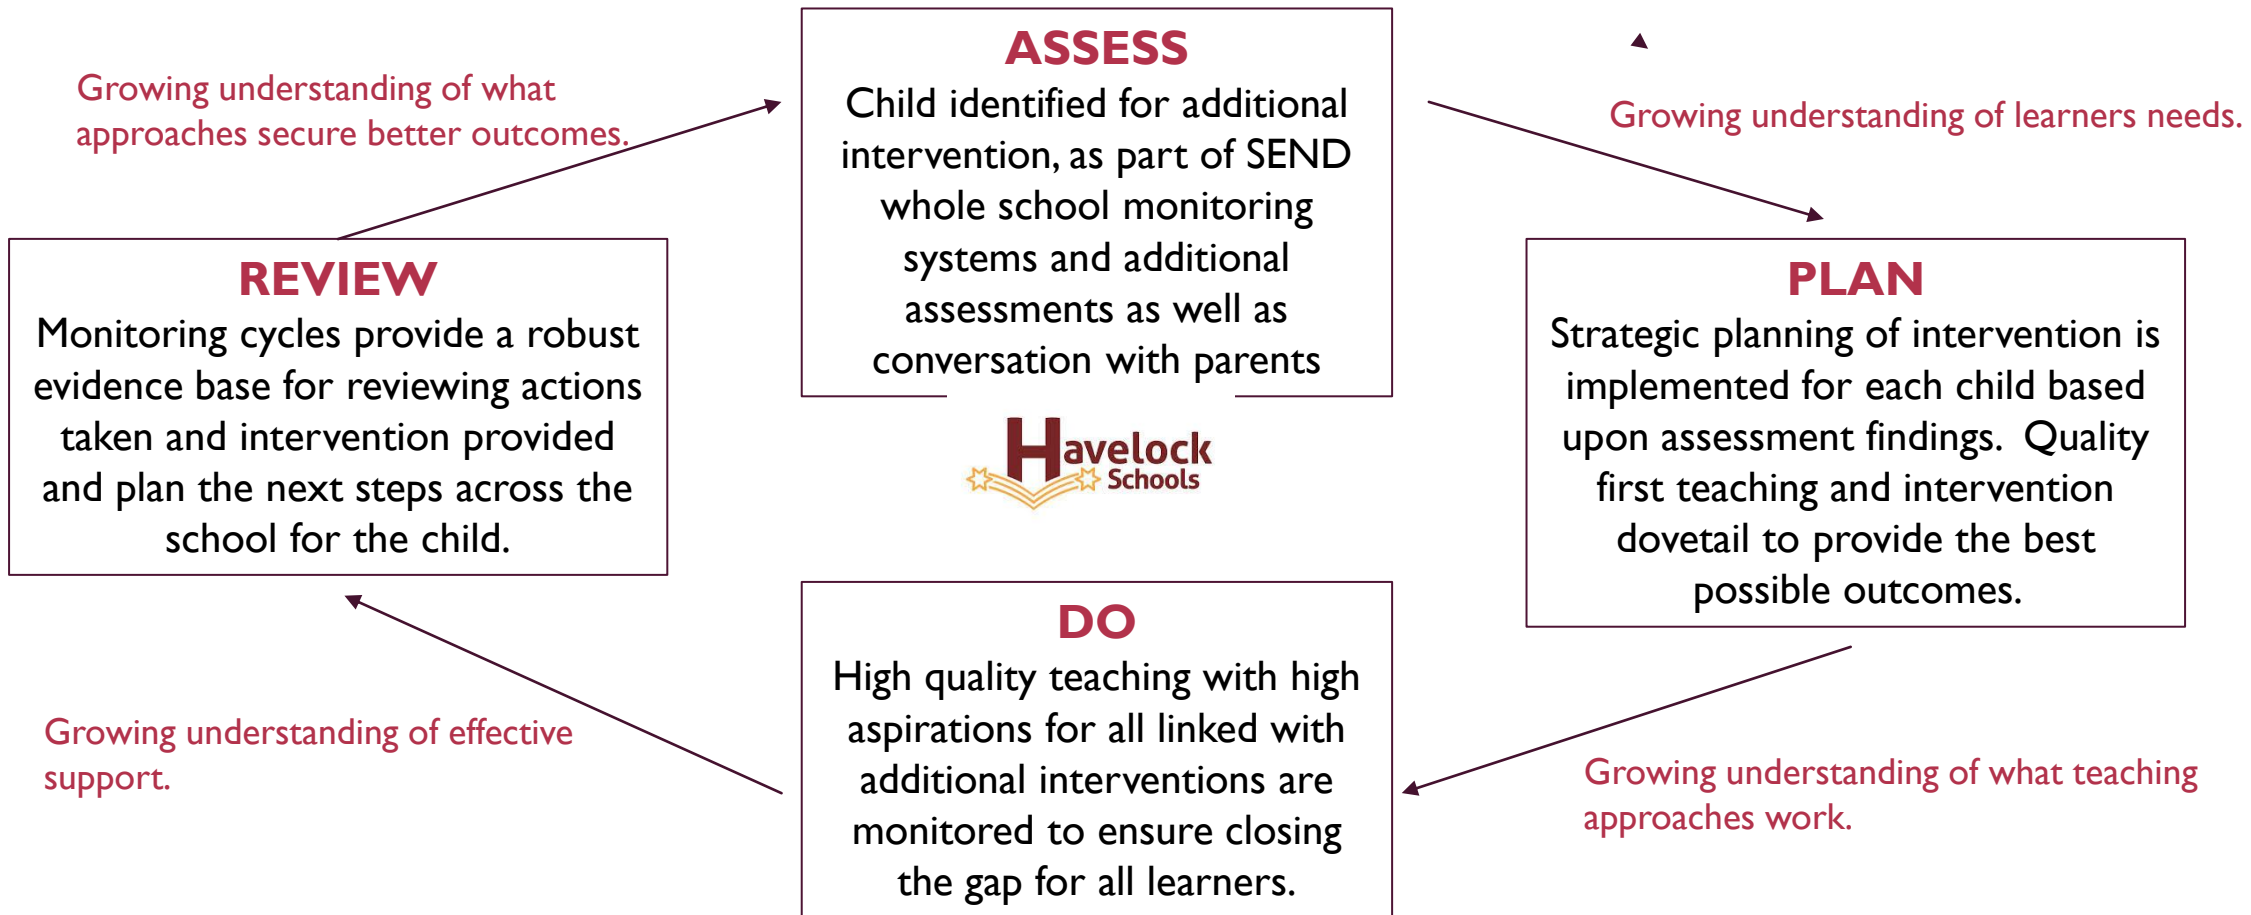 ASSESS
Child identified for additional
intervention, as part of SEND
whole school monitoring
systems and additional
assessments as well as
conversation with parents
Growing understanding of learners needs.
PLAN
Strategic planning of intervention is
implemented for each child based
upon assessment findings.  Quality
first teaching and intervention
dovetail to provide the best
possible outcomes.
Growing understanding of what teaching
approaches work.
DO
High quality teaching with high
aspirations for all linked with
additional interventions are
monitored to ensure closing
the gap for all learners.
Growing understanding of effective
support.
REVIEW
Monitoring cycles provide a robust
evidence base for reviewing actions
taken and intervention provided
and plan the next steps across the
school for the child.
Growing understanding of what
approaches secure better outcomes.
Havelock
Schools